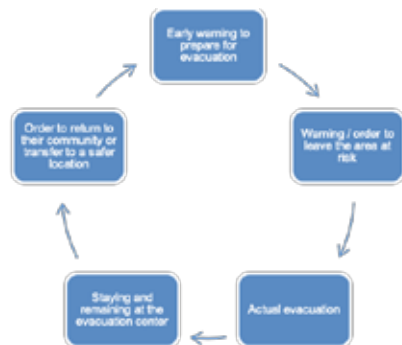 Early warning to
prepare for
evacuation
Warning / order to
leave the area at
risk
Actual evacuation
Staying and
remaining at the
evacuation center
Order to return to
their community or
transfer to a safer
location